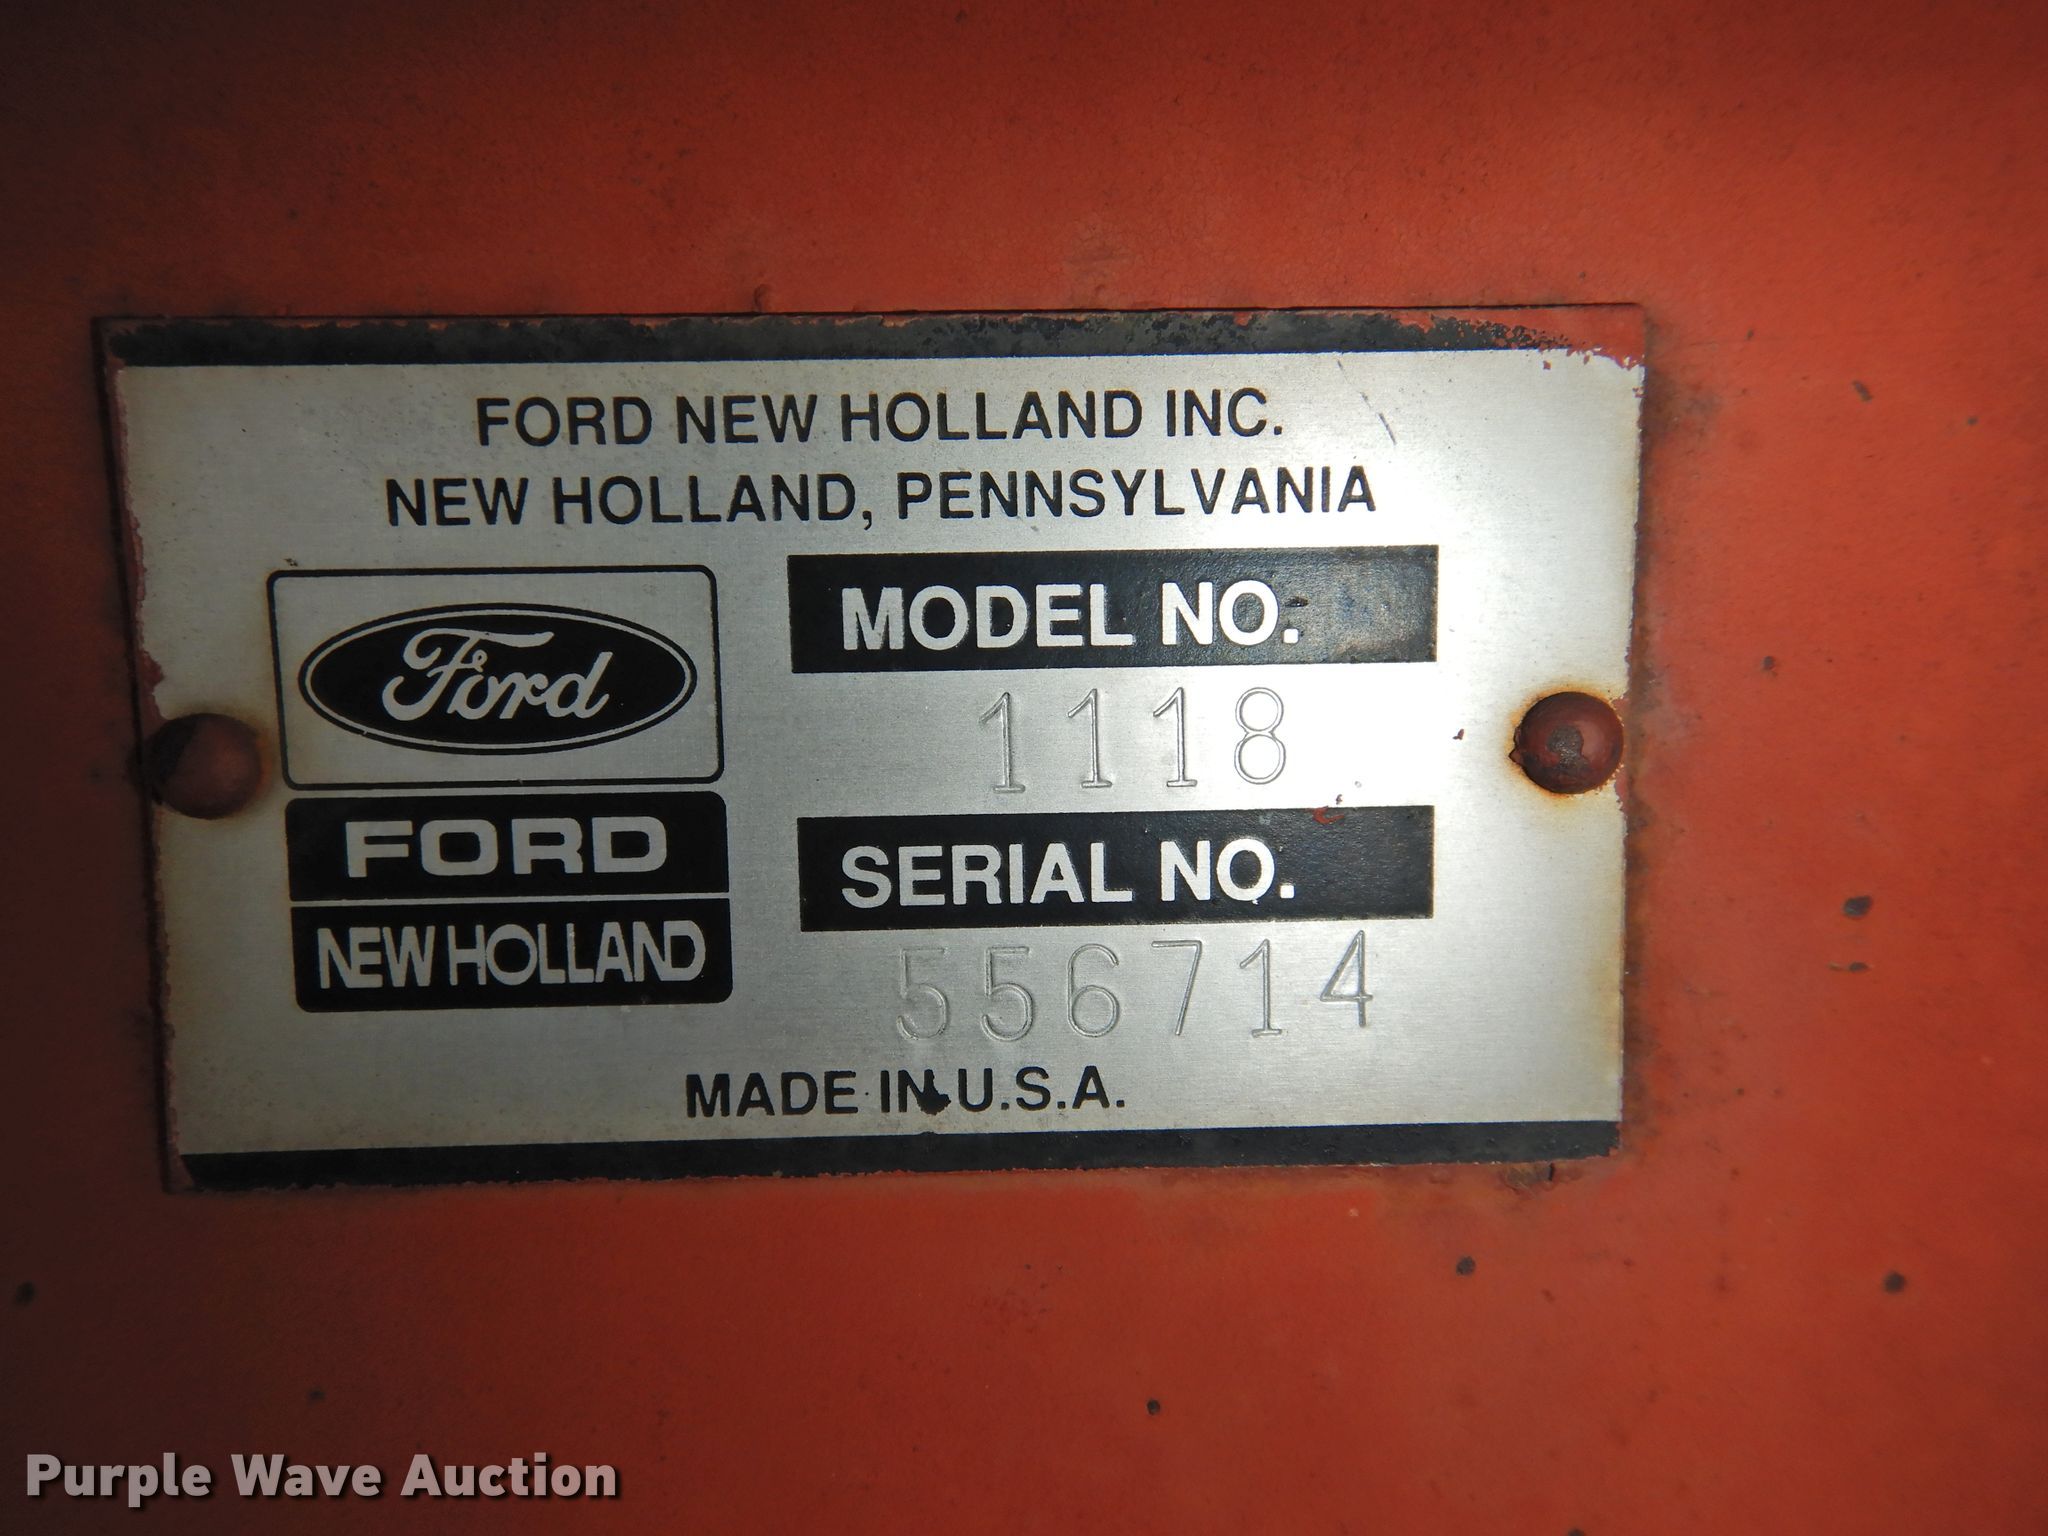 FORD NEW HOLLAND INC.
NEW HOLLAND, PENNSYLVANIA
Ford
FORD
NEW HOLLAND
MODEL NO.
1118
SERIAL NO.
556714
MADE IN U.S.A.
Purple Wave Auction